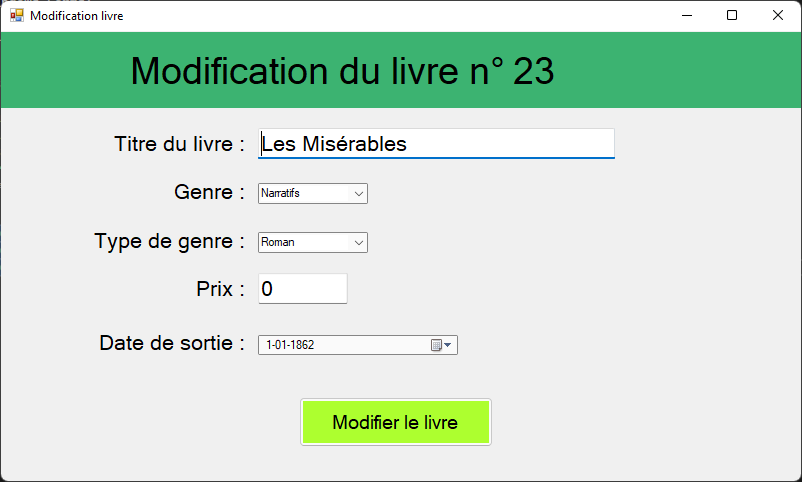 Modification livre
Modification du livre n° 23
Titre du livre : Les Misérables
Genre : Narratifs
Type de genre : Roman
Prix : 0
Date de sortie : 1-01-1862
Modifier le livre